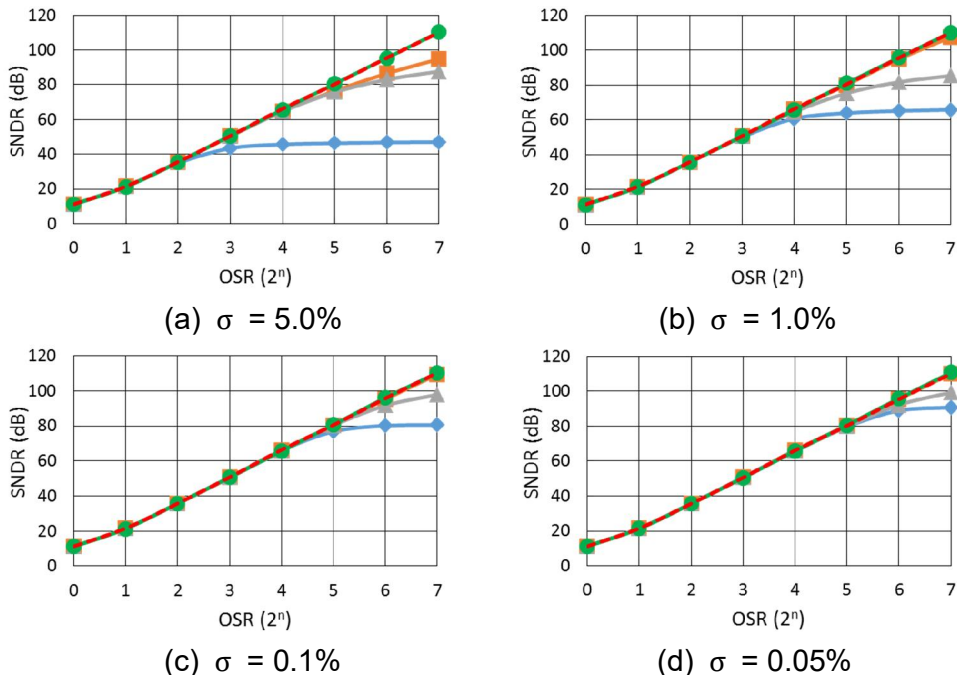 SNDR (dB)
120
100
80
60
40
20
0
0 1 2 3 4 5 6 7
OSR (2ⁿ)
(a) σ = 5.0%
SNDR (dB)
120
100
80
60
40
20
0
0 1 2 3 4 5 6 7
OSR (2ⁿ)
(b) σ = 1.0%
SNDR (dB)
120
100
80
60
40
20
0
0 1 2 3 4 5 6 7
OSR (2ⁿ)
(c) σ = 0.1%
SNDR (dB)
120
100
80
60
40
20
0
0 1 2 3 4 5 6 7
OSR (2ⁿ)
(d) σ = 0.05%